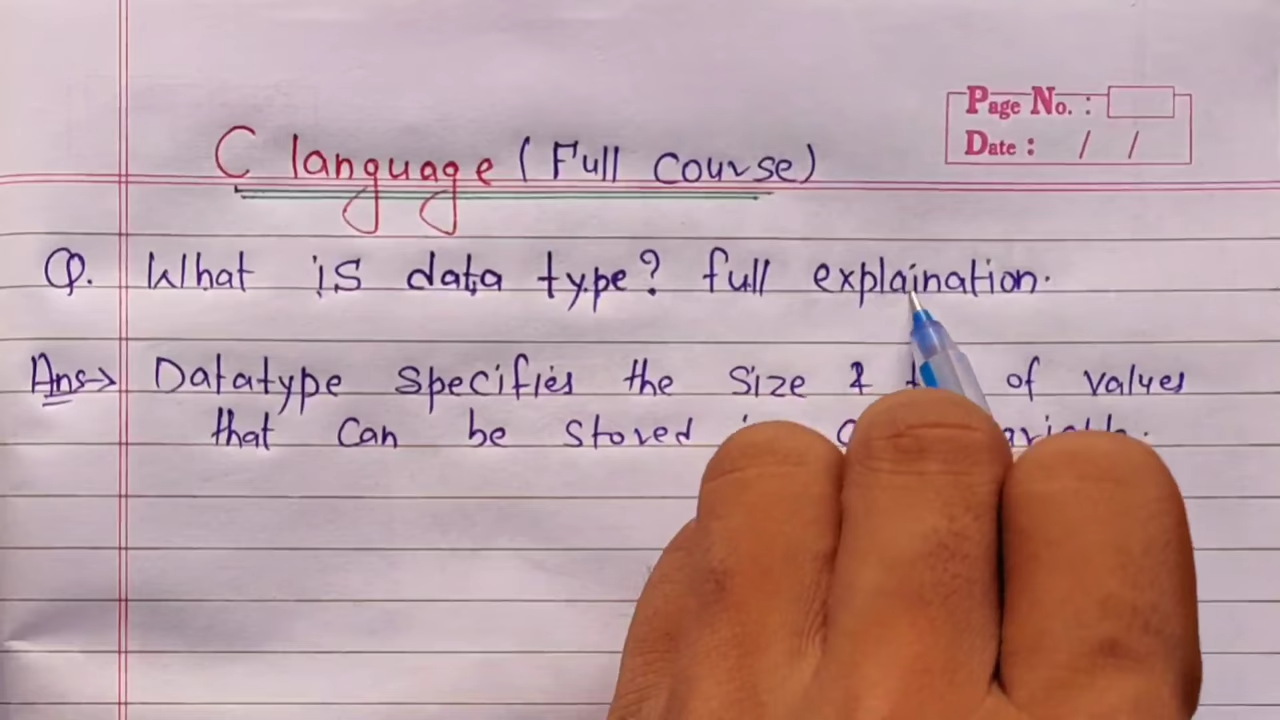 Page No. :
Date : / /
C language (Full course)
Q. What is data type? full explaination.
Ans→ Datatype specifies the size & of values
that can be stored